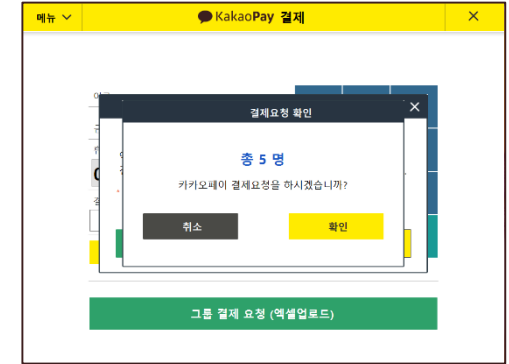 메뉴
KakaoPay 결제
결제요청 확인
총 5 명
카카오페이 결제요청을 하시겠습니까?
취소
확인
그룹 결제 요청 (엑셀업로드)